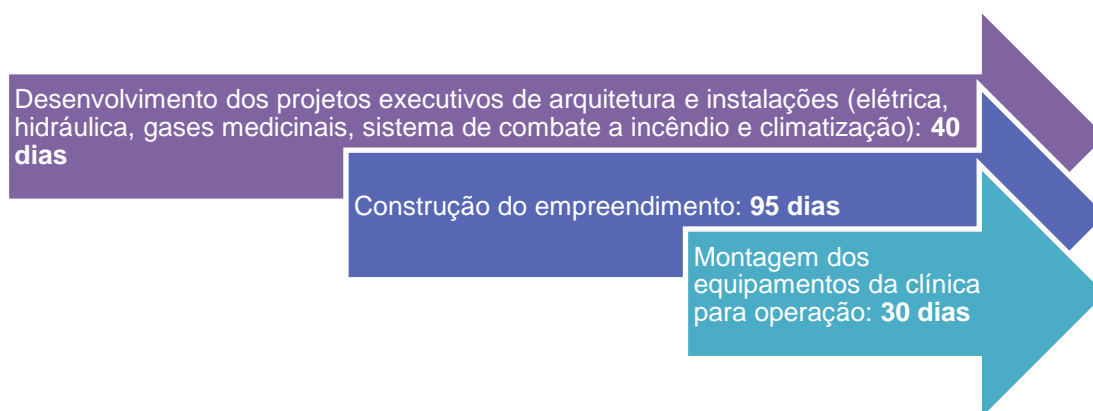 Desenvolvimento dos projetos executivos de arquitetura e instalações (elétrica,
hidráulica, gases medicinais, sistema de combate a incêndio e climatização): 40
dias
Construção do empreendimento: 95 dias
Montagem dos
equipamentos da clínica
para operação: 30 dias